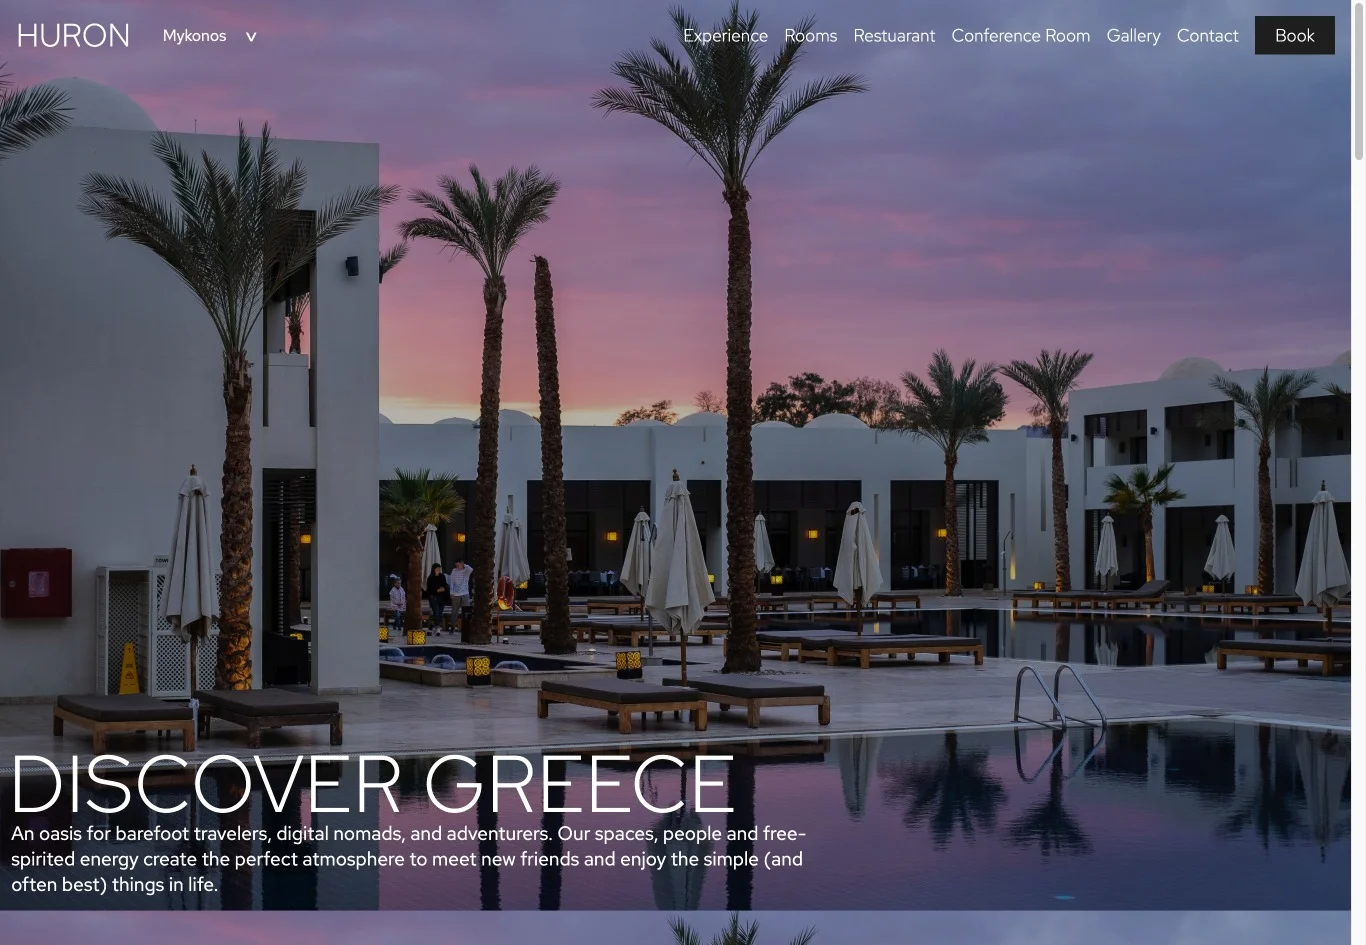 HURON
Mykonos
Experience Rooms Restuarant Conference Room Gallery Contact Book
DISCOVER GREECE
An oasis for barefoot travelers, digital nomads, and adventurers. Our spaces, people and free-
spirited energy create the perfect atmosphere to meet new friends and enjoy the simple (and
often best) things in life.